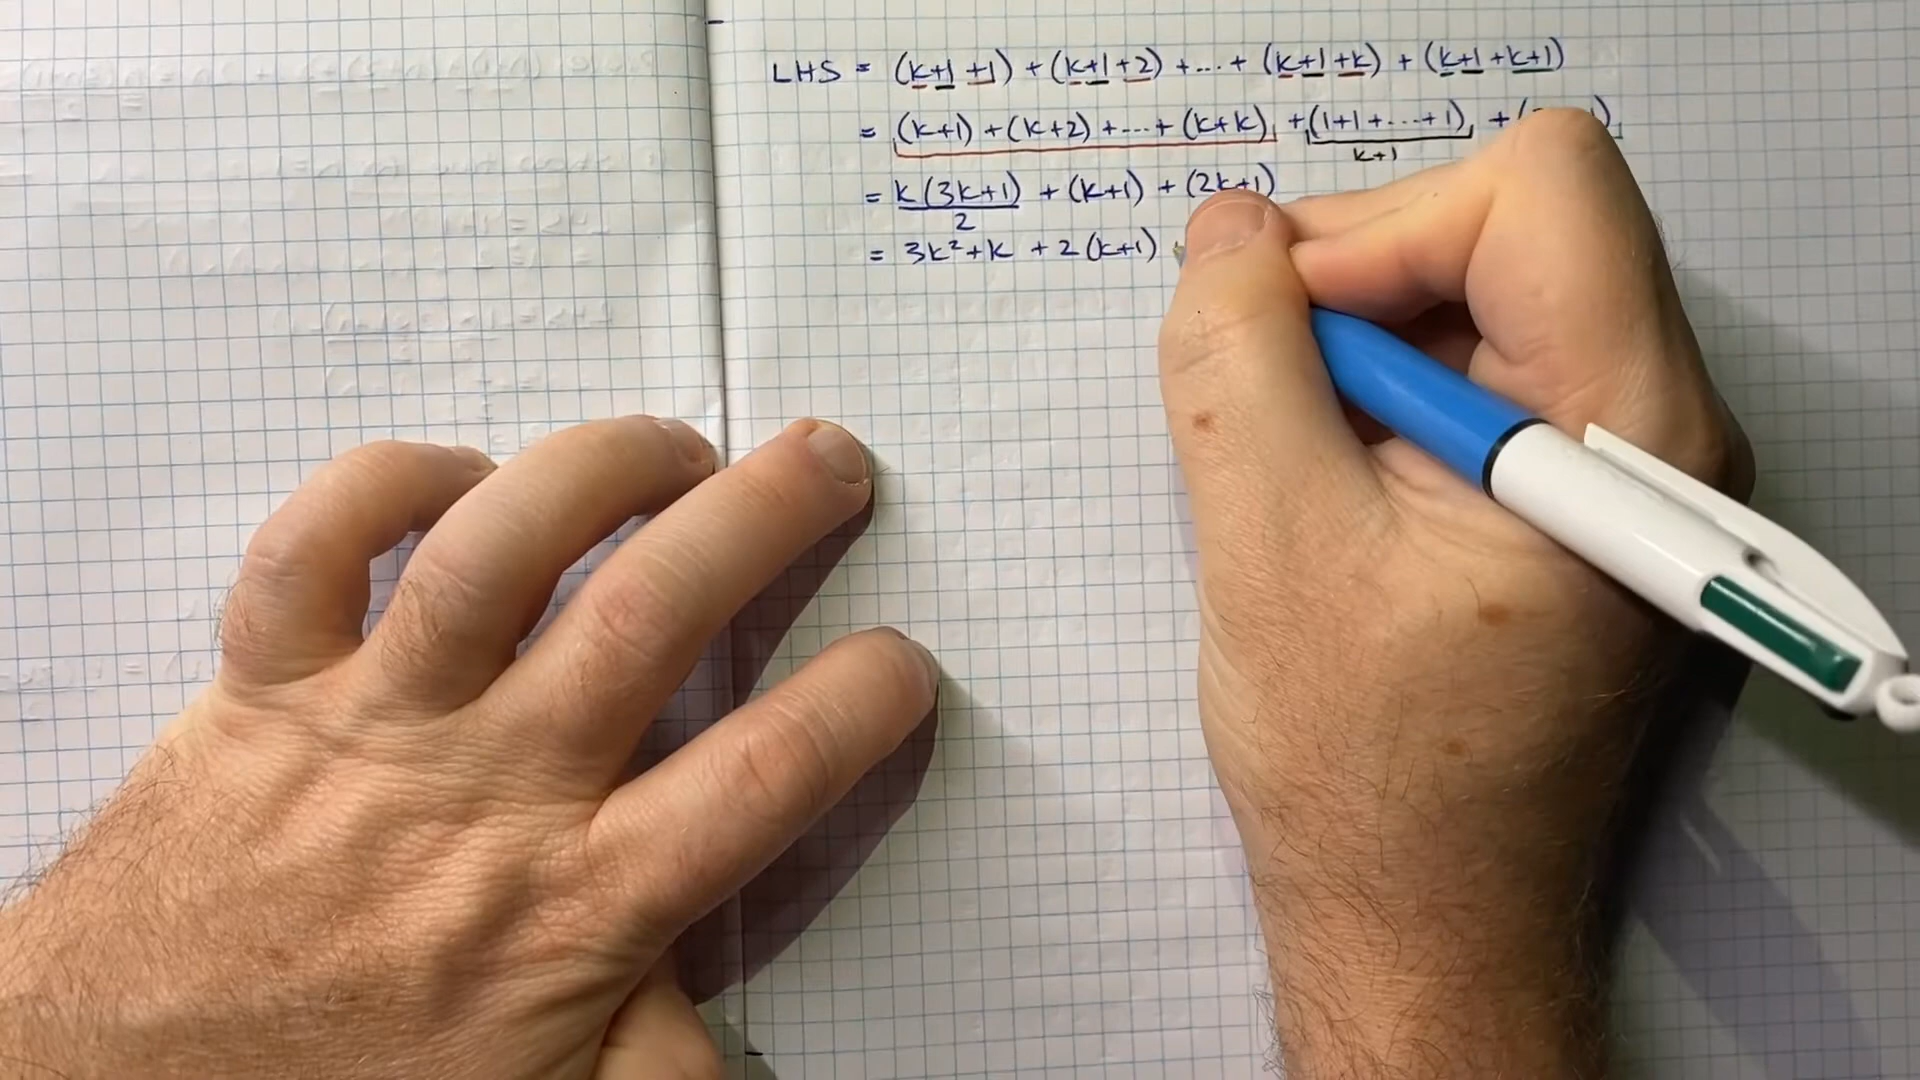 LHS = (k+1+1) + (k+1+2) + ... + (k+1+k) + (k+1+k+1)
= (k+1) + (k+2) + ... + (k+k) + (1+1+...+1) + (
k+1
= k(3k+1)/2 + (k+1) + (2k+1)
= 3k²+k + 2(k+1)